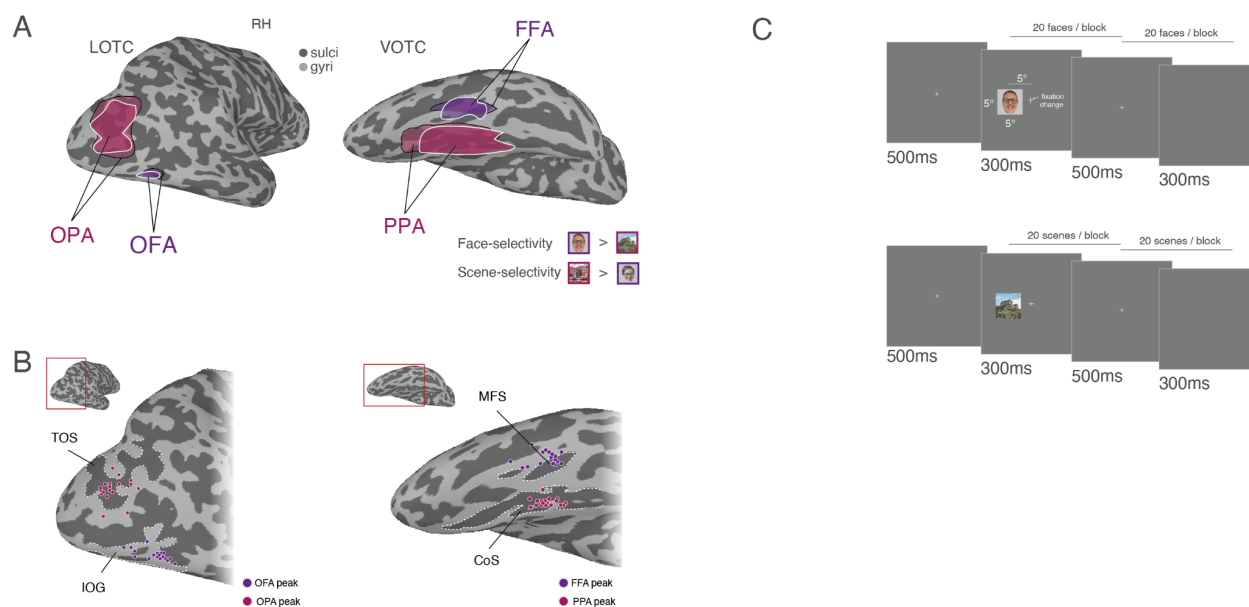 A
RH
LOTC
sulci
gyri
VOTC
FFA
OPA
OFA
PPA
Face-selectivity >
Scene-selectivity >
B
TOS
IOG
OFA peak
OPA peak
MFS
CoS
FFA peak
PPA peak
C
20 faces / block
20 faces / block
5°
5°
fixation
change
5°
500ms
300ms
500ms
300ms
20 scenes / block
20 scenes / block
500ms
300ms
500ms
300ms